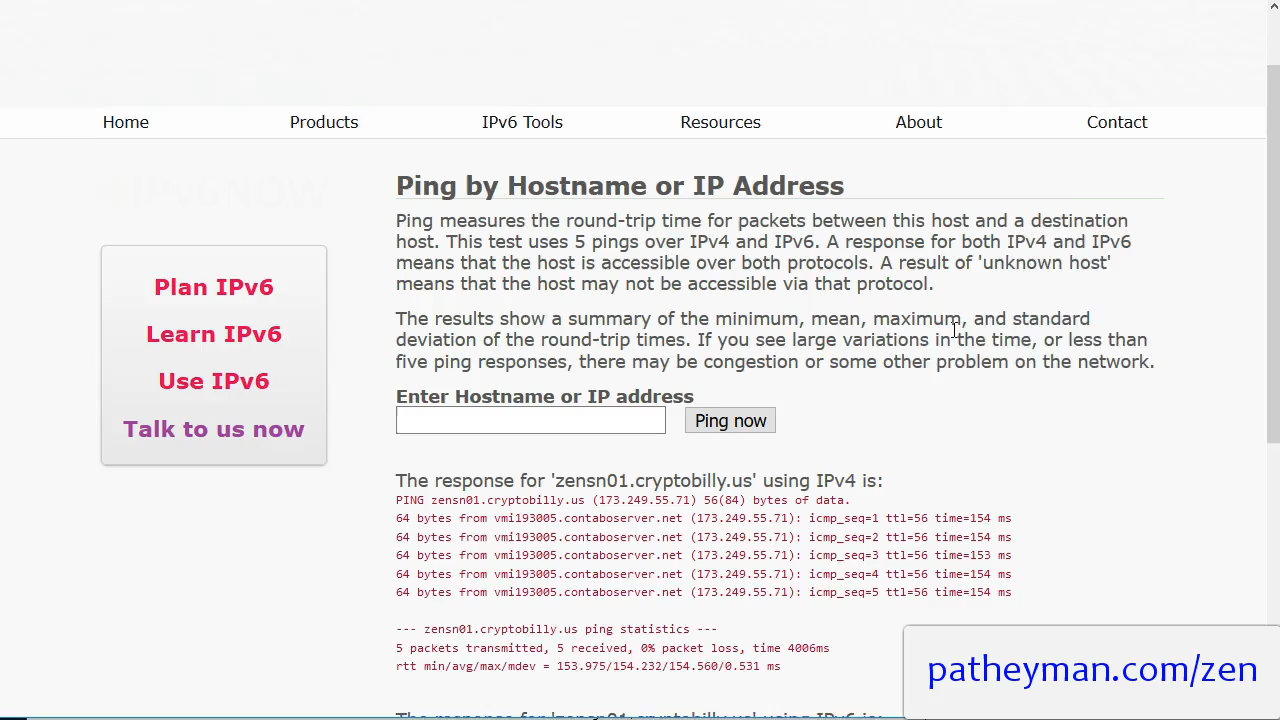 Home
Products
IPv6 Tools
Resources
About
Contact
IPv6NOW
Plan IPv6
Learn IPv6
Use IPv6
Talk to us now
Ping by Hostname or IP Address
Ping measures the round-trip time for packets between this host and a destination
host. This test uses 5 pings over IPv4 and IPv6. A response for both IPv4 and IPv6
means that the host is accessible over both protocols. A result of 'unknown host'
means that the host may not be accessible via that protocol.
The results show a summary of the minimum, mean, maximum, and standard
deviation of the round-trip times. If you see large variations in the time, or less than
five ping responses, there may be congestion or some other problem on the network.
Enter Hostname or IP address
Ping now
The response for 'zensn01.cryptobilly.us' using IPv4 is:
PING zensn01.cryptobilly.us (173.249.55.71) 56(84) bytes of data.
64 bytes from vmi193005.contaboserver.net (173.249.55.71): icmp_seq=1 ttl=56 time=154 ms
64 bytes from vmi193005.contaboserver.net (173.249.55.71): icmp_seq=2 ttl=56 time=154 ms
64 bytes from vmi193005.contaboserver.net (173.249.55.71): icmp_seq=3 ttl=56 time=153 ms
64 bytes from vmi193005.contaboserver.net (173.249.55.71): icmp_seq=4 ttl=56 time=154 ms
64 bytes from vmi193005.contaboserver.net (173.249.55.71): icmp_seq=5 ttl=56 time=154 ms
--- zensn01.cryptobilly.us ping statistics ---
5 packets transmitted, 5 received, 0% packet loss, time 4006ms
rtt min/avg/max/mdev = 153.975/154.232/154.560/0.531 ms
The response for 'zensn01.cryptobilly.us' using IPv6 is:
patheyman.com/zen